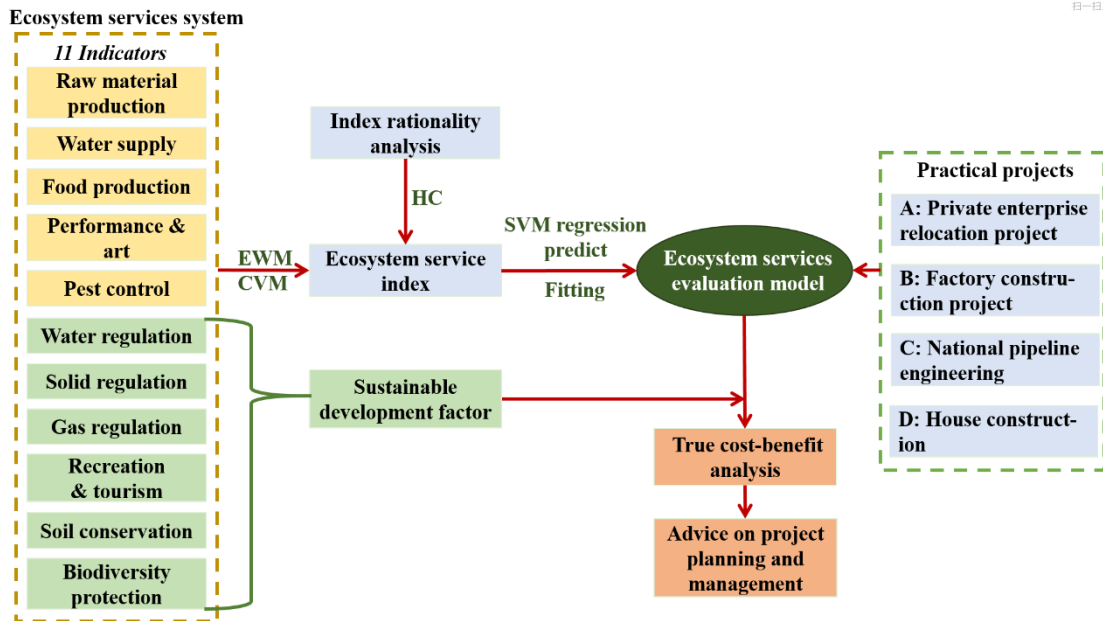 Ecosystem services system
11 Indicators
Raw material
production
Water supply
Food production
Performance &
art
Pest control
Water regulation
Solid regulation
Gas regulation
Recreation
& tourism
Soil conservation
Biodiversity
protection
EWM
CVM
Index rationality
analysis
HC
Ecosystem service
index
SVM regression
predict
Fitting
Sustainable
development factor
Ecosystem services
evaluation model
True cost-benefit
analysis
Advice on project
planning and
management
Practical projects
A: Private enterprise
relocation project
B: Factory constru-
ction project
C: National pipeline
engineering
D: House construct-
ion
扫一扫